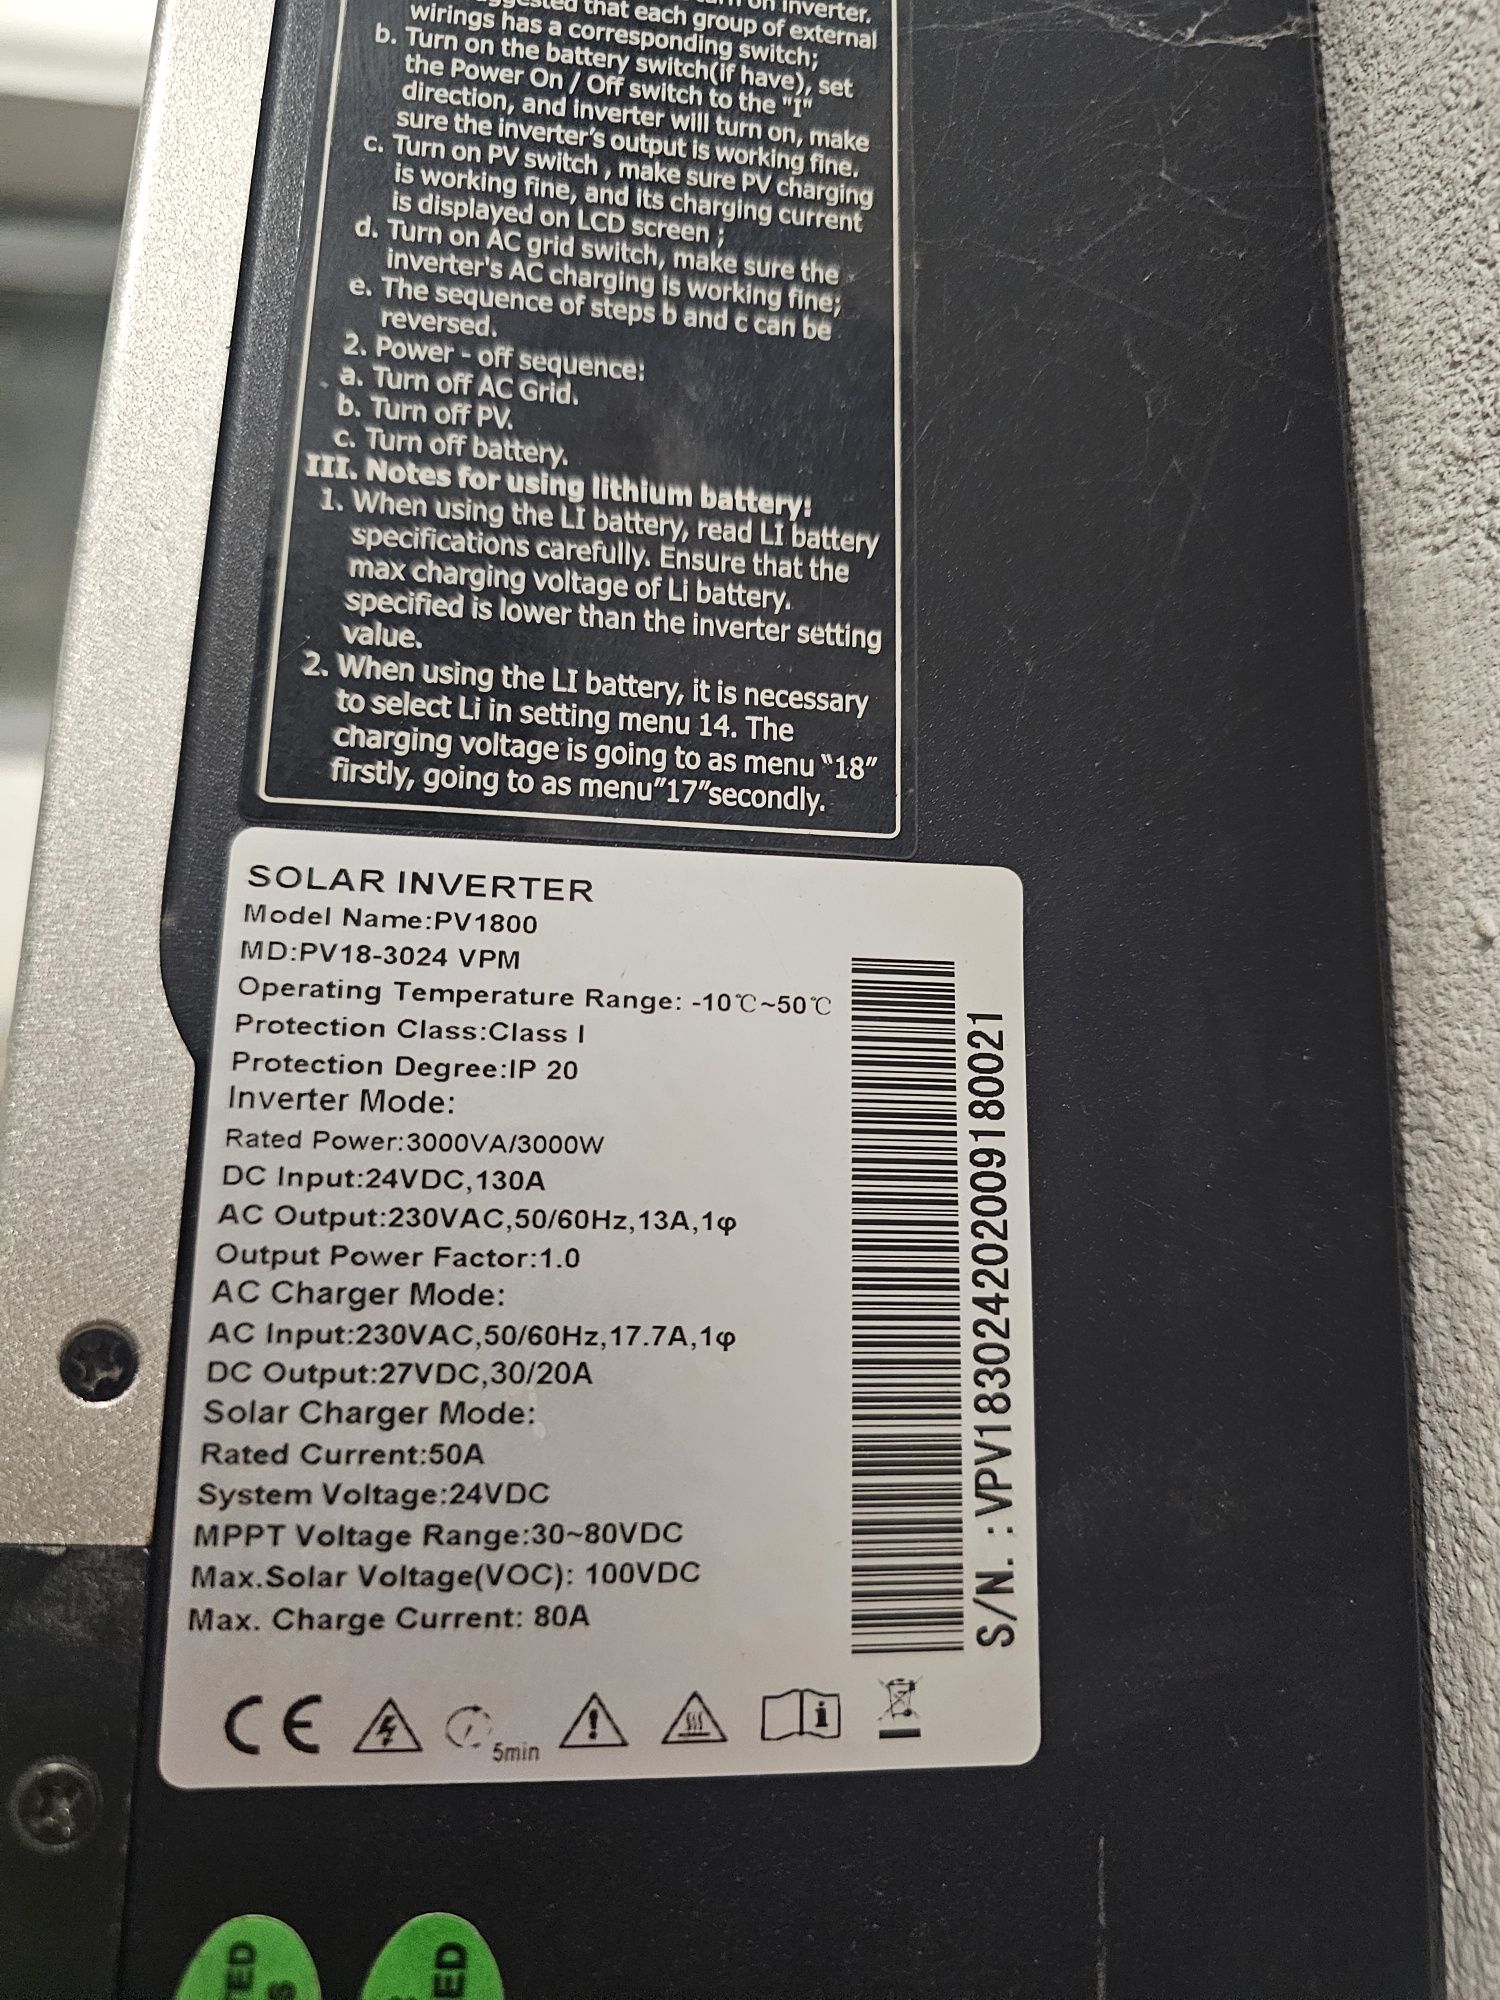 that each group of external
wirings has a corresponding switch;
b. Turn on the battery switch(if have), set
the Power On / Off switch to the "I"
direction, and inverter will turn on, make
sure the inverter's output is working fine.
c. Turn on PV switch , make sure PV charging
is working fine, and its charging current
is displayed on LCD screen ;
d. Turn on AC grid switch, make sure the
inverter's AC charging is working fine;
e. The sequence of steps b and c can be
reversed.
2. Power - off sequence:
a. Turn off AC Grid.
b. Turn off PV.
c. Turn off battery.
III. Notes for using lithium battery:
1. When using the LI battery, read LI battery
specifications carefully. Ensure that the
max charging voltage of Li battery.
specified is lower than the inverter setting
value.
2. When using the LI battery, it is necessary
to select Li in setting menu 14. The
charging voltage is going to as menu "18"
firstly, going to as menu"17"secondly.
SOLAR INVERTER
Model Name:PV1800
MD:PV18-3024 VPM
Operating Temperature Range: -10℃~50℃
Protection Class:Class I
Protection Degree:IP 20
Inverter Mode:
Rated Power:3000VA/3000W
DC Input:24VDC,130A
AC Output:230VAC,50/60Hz,13A,1φ
Output Power Factor:1.0
AC Charger Mode:
AC Input:230VAC,50/60Hz,17.7A,1φ
DC Output:27VDC,30/20A
Solar Charger Mode:
Rated Current:50A
System Voltage:24VDC
MPPT Voltage Range:30~80VDC
Max.Solar Voltage(VOC): 100VDC
Max. Charge Current: 80A
S/N.:VPV18302420200918002​1
CE
5min